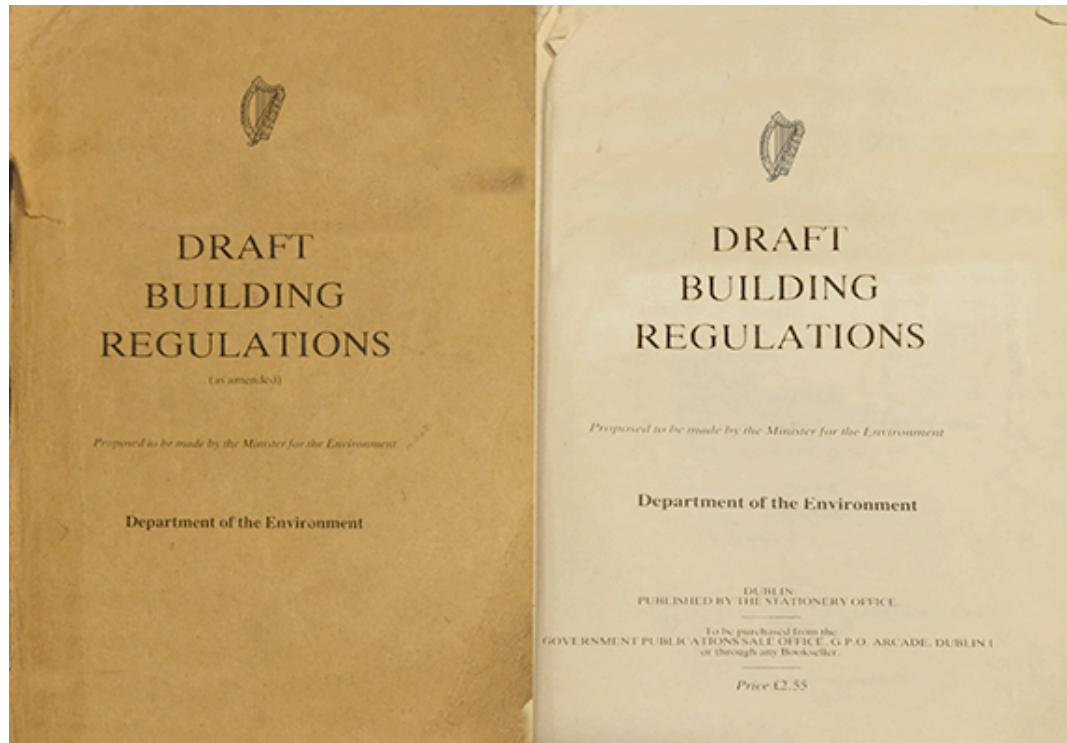 DRAFT
BUILDING
REGULATIONS
(as amended)
Proposed to be made by the Minister for the Environment
Department of the Environment
DRAFT
BUILDING
REGULATIONS
Proposed to be made by the Minister for the Environment
Department of the Environment
DUBLIN
PUBLISHED BY THE STATIONERY OFFICE
To be purchased from the
GOVERNMENT PUBLICATIONS SALE OFFICE, G.P.O. ARCADE, DUBLIN 1
or through any Bookseller.
Price £2.55